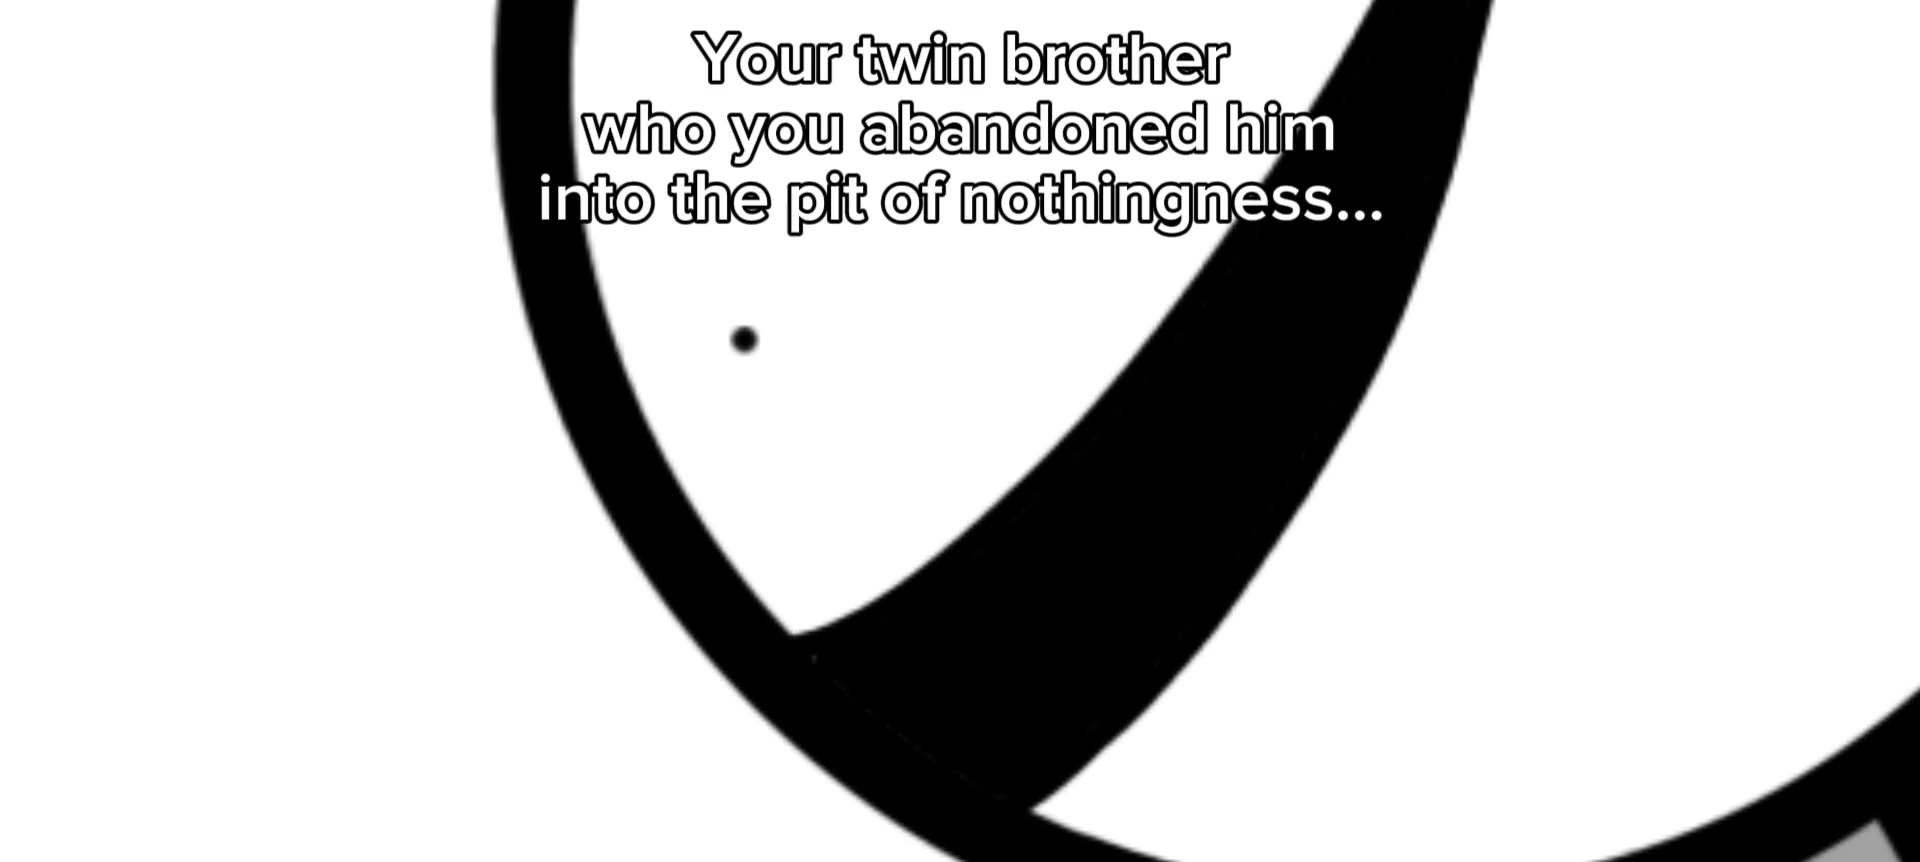 Your twin brother
who you abandoned him
into the pit of nothingness...